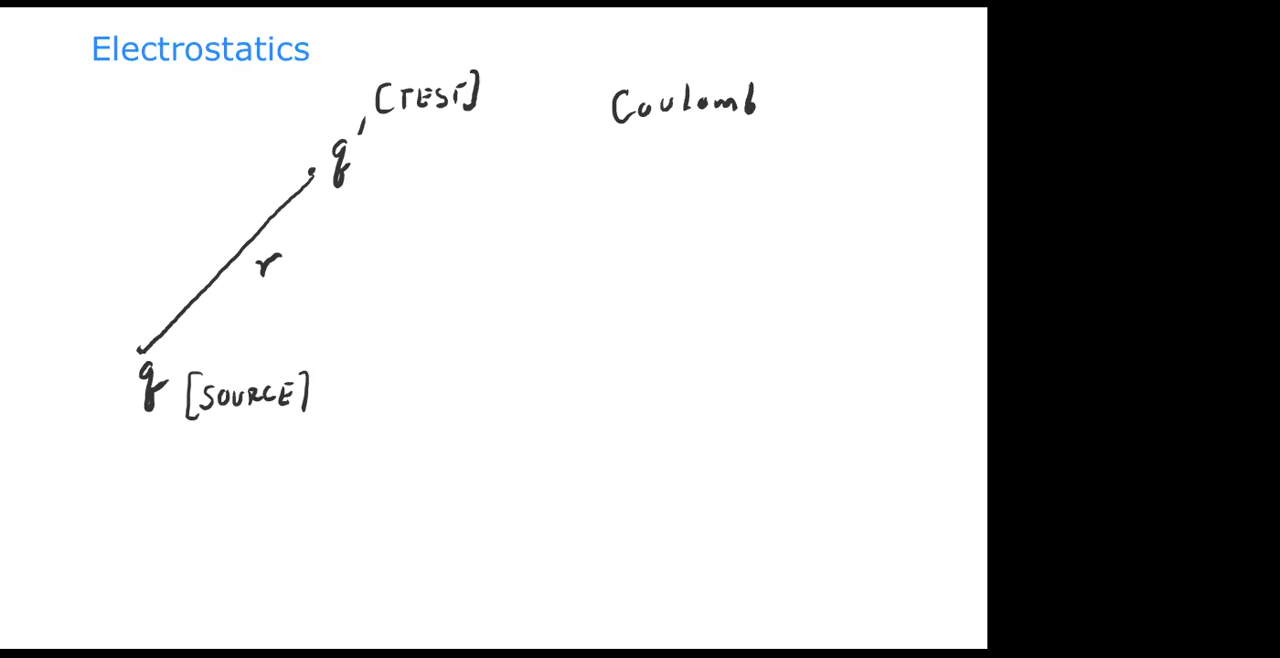 Electrostatics
[TEST]
Coulomb
q'
r
q [SOURCE]